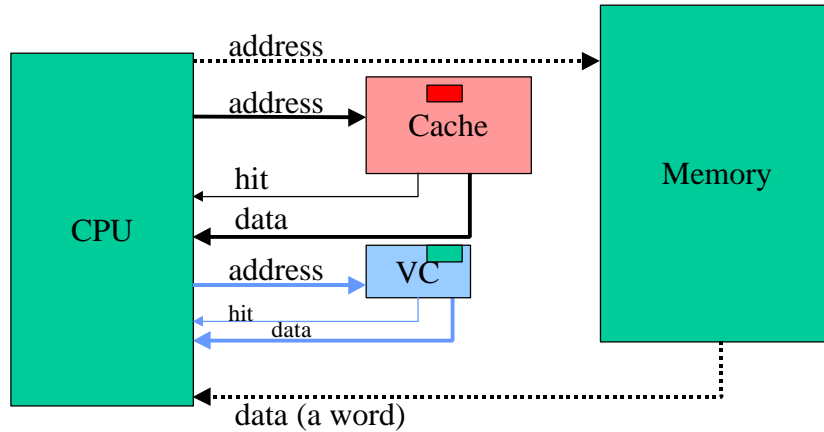 address
address
Cache
hit
Memory
data
CPU
address
VC
hit
data
data (a word)